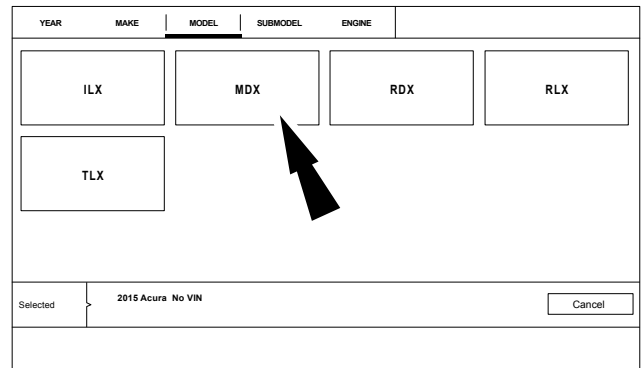 YEAR MAKE MODEL SUBMODEL ENGINE
ILX MDX RDX RLX
TLX
Selected 2015 Acura No VIN Cancel